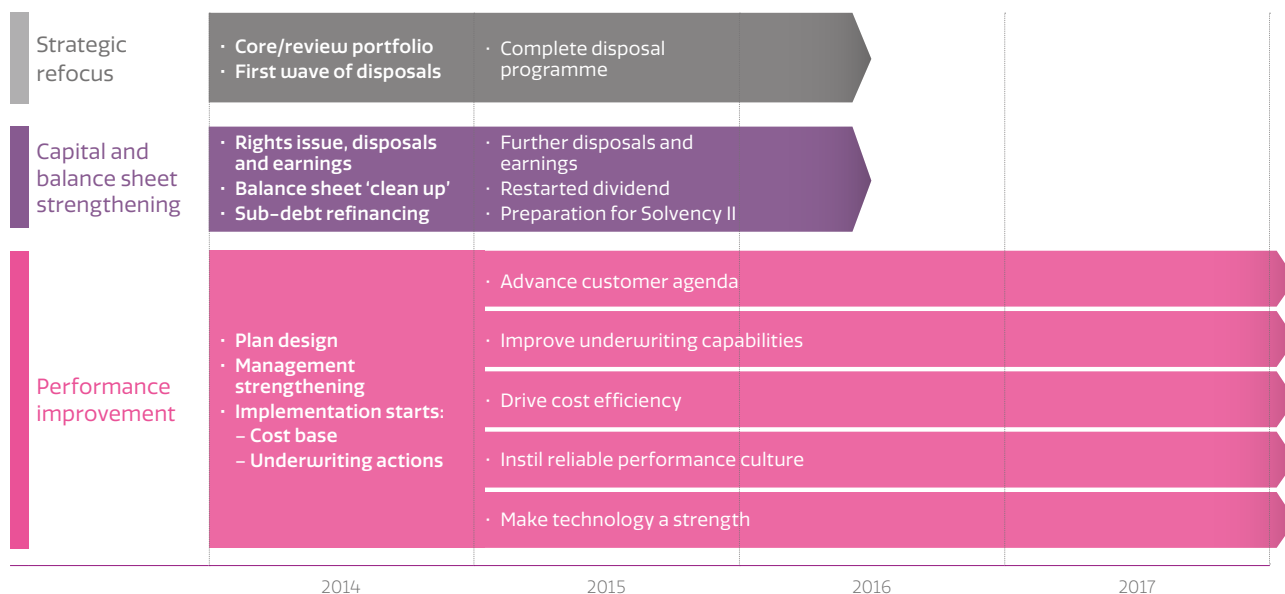 Strategic
refocus
· Core/review portfolio
· First wave of disposals
· Complete disposal
programme
Capital and
balance sheet
strengthening
· Rights issue, disposals
and earnings
· Balance sheet ‘clean up’
· Sub-debt refinancing
· Further disposals and
earnings
· Restarted dividend
· Preparation for Solvency II
Performance
improvement
· Plan design
· Management
strengthening
· Implementation starts:
– Cost base
– Underwriting actions
· Advance customer agenda
· Improve underwriting capabilities
· Drive cost efficiency
· Instil reliable performance culture
· Make technology a strength
2014
2015
2016
2017